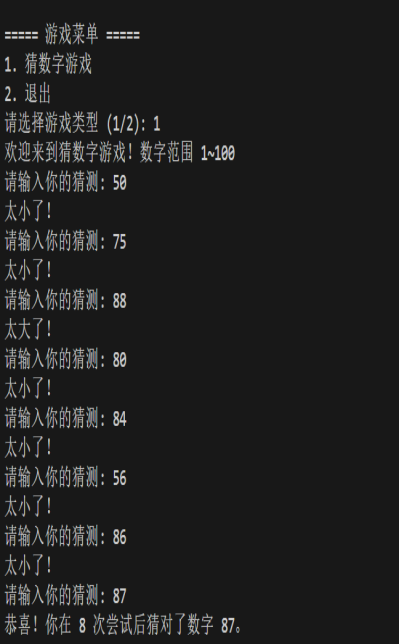 ===== 游戏菜单 =====
1. 猜数字游戏
2. 退出
请选择游戏类型 (1/2): 1
欢迎来到猜数字游戏! 数字范围 1~100
请输入你的猜测: 50
太小了!
请输入你的猜测: 75
太小了!
请输入你的猜测: 88
太大了!
请输入你的猜测: 80
太小了!
请输入你的猜测: 84
太小了!
请输入你的猜测: 56
太小了!
请输入你的猜测: 86
太小了!
请输入你的猜测: 87
恭喜! 你在 8 次尝试后猜对了数字 87。